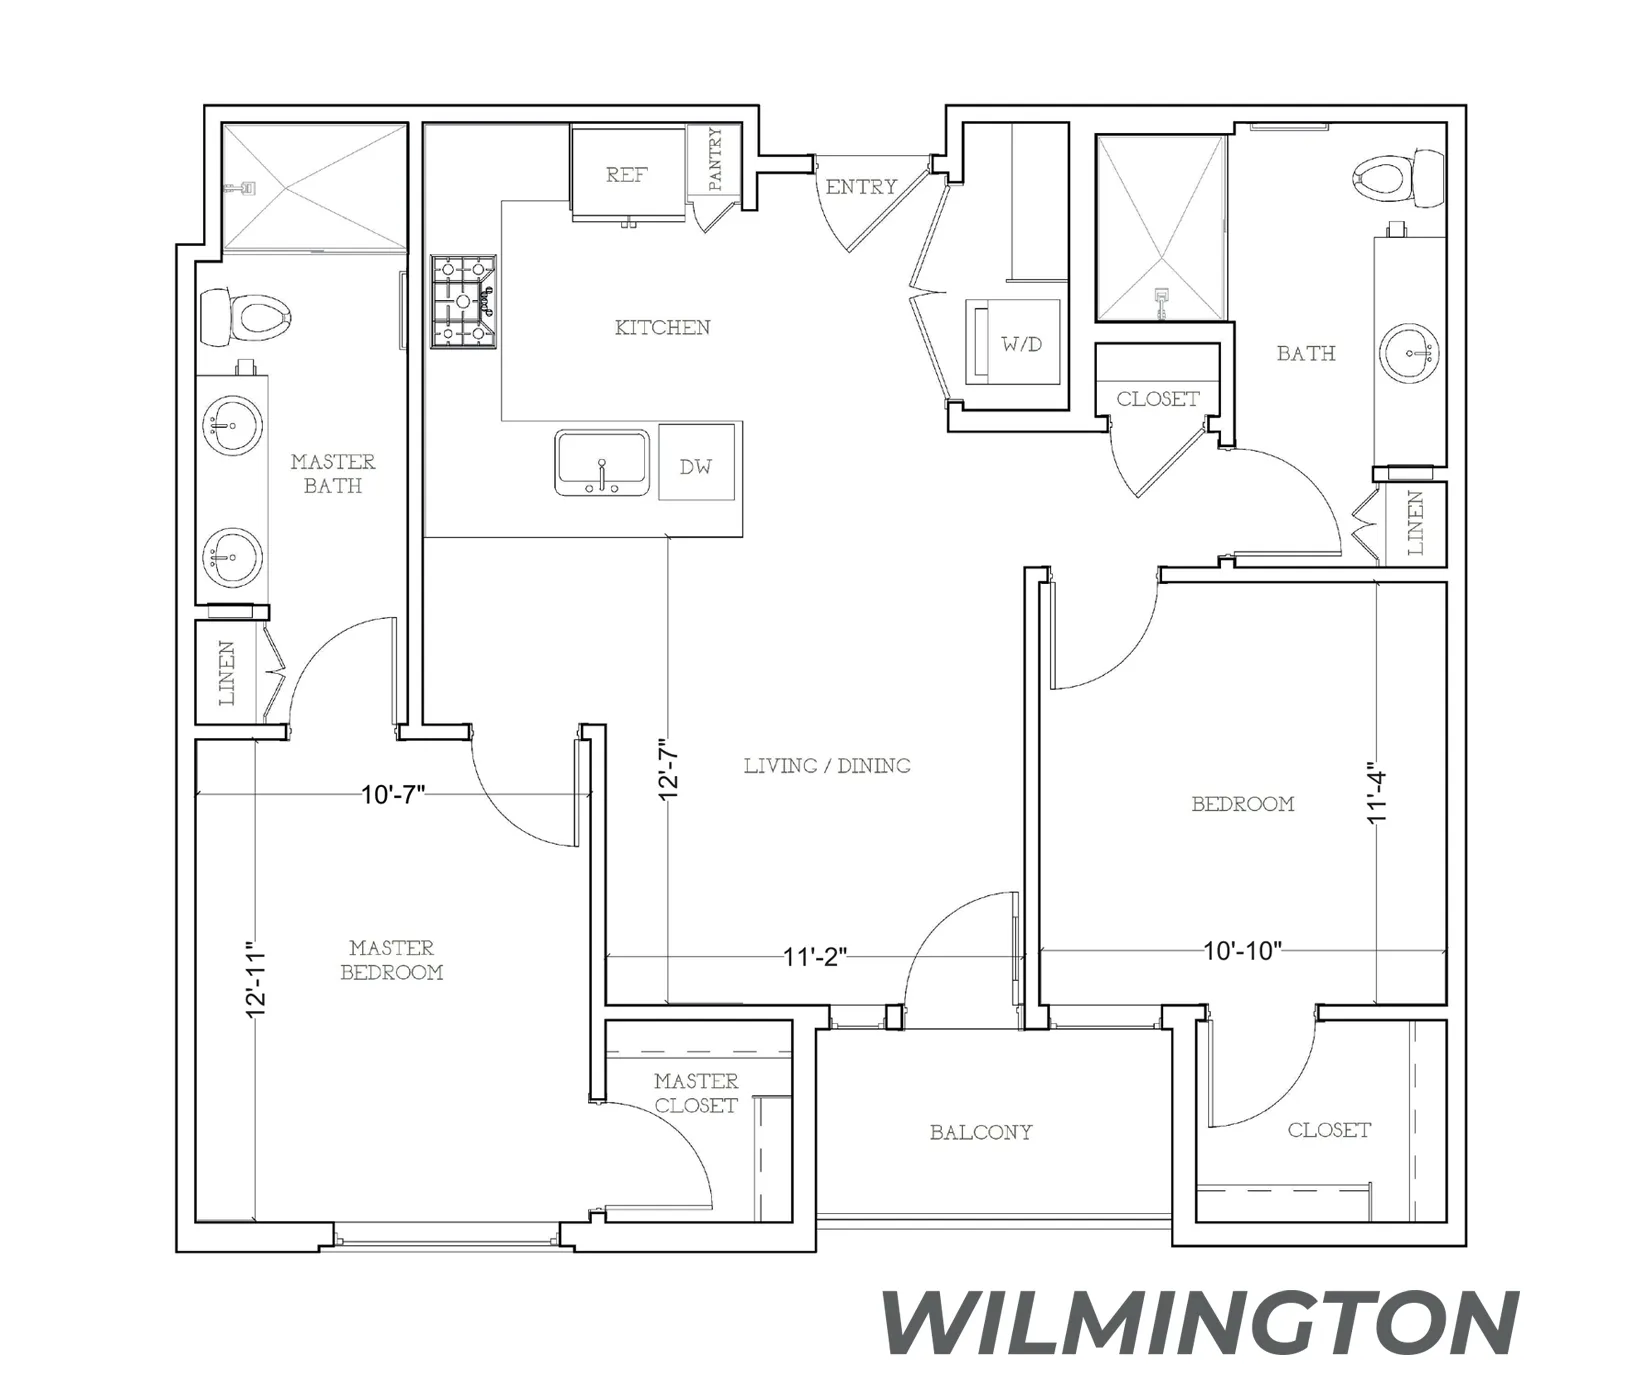 REF
PANTRY
ENTRY
KITCHEN
W/D
BATH
CLOSET
MASTER
BATH
DW
LINEN
LINEN
10'-7"
12'-7"
LIVING / DINING
BEDROOM
11'-4"
MASTER
BEDROOM
12'-11"
11'-2"
10'-10"
MASTER
CLOSET
BALCONY
CLOSET
WILMINGTON